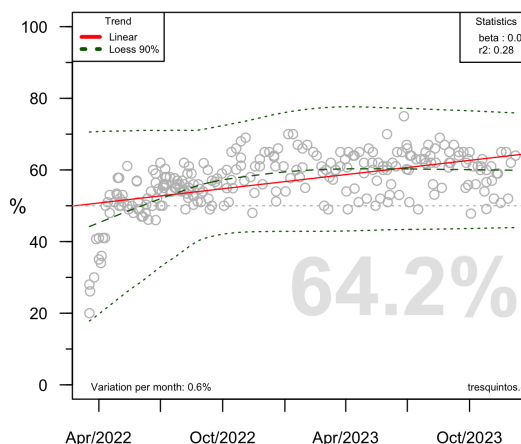 Trend
Linear
Loess 90%
Statistics
beta : 0.0
r2: 0.28
100
80
60
%
40
20
0
64.2%
Variation per month: 0.6%
tresquintos.
Apr/2022
Oct/2022
Apr/2023
Oct/2023